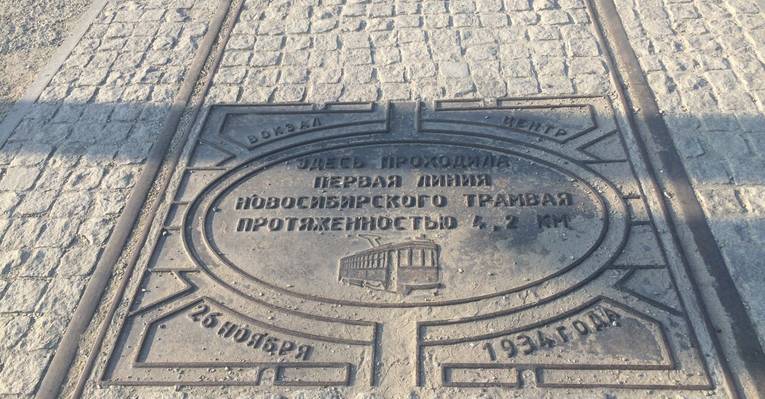 ВОКЗАЛ
ЦЕНТР
ЗДЕСЬ ПРОХОДИЛА
ПЕРВАЯ ЛИНИЯ
НОВОСИБИРСКОГО ТРАМВАЯ
ПРОТЯЖЕННОСТЬЮ 4,2 КМ
26 НОЯБРЯ
1934 ГОДА